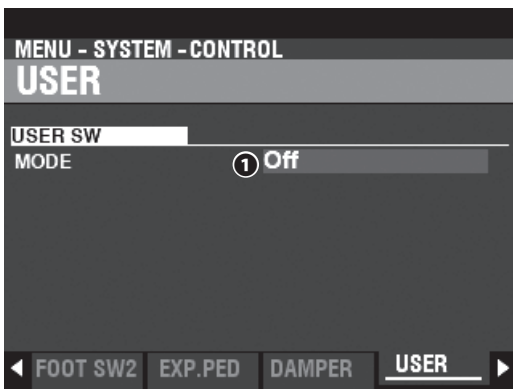 MENU - SYSTEM - CONTROL
USER
USER SW
MODE 1 Off
FOOT SW2 EXP.PED DAMPER USER